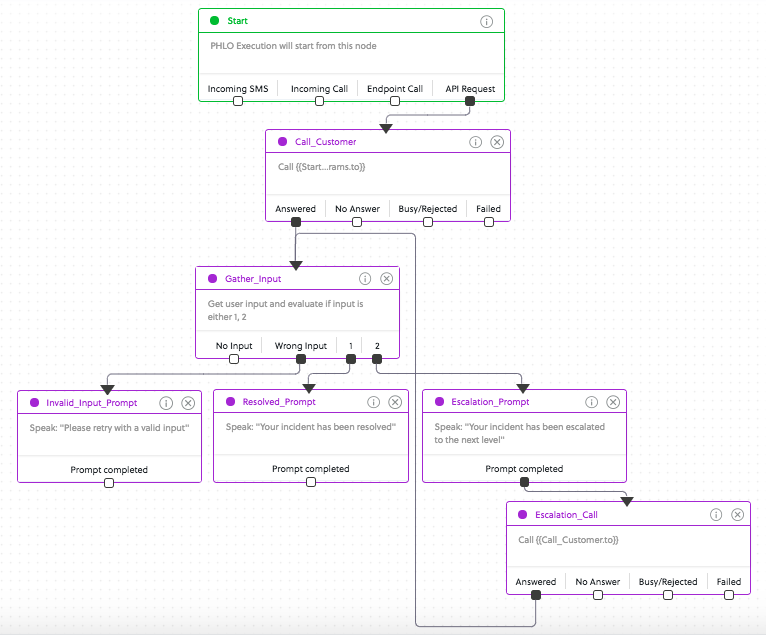 Start
PHLO Execution will start from this node
Incoming SMS Incoming Call Endpoint Call API Request
Call_Customer
Call {{Start...rams.to}}
Answered No Answer Busy/Rejected Failed
Gather_Input
Get user input and evaluate if input is
either 1, 2
No Input Wrong Input 1 2
Invalid_Input_Prompt
Speak: "Please retry with a valid input"
Prompt completed
Resolved_Prompt
Speak: "Your incident has been resolved"
Prompt completed
Escalation_Prompt
Speak: "Your incident has been escalated
to the next level"
Prompt completed
Escalation_Call
Call {{Call_Customer.to}}
Answered No Answer Busy/Rejected Failed